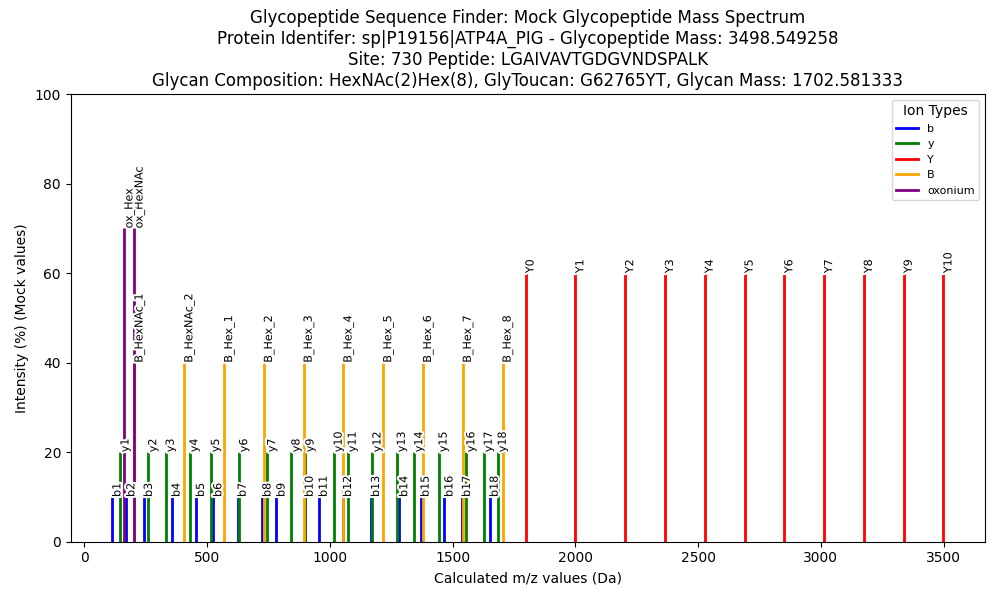 Glycopeptide Sequence Finder: Mock Glycopeptide Mass Spectrum
Protein Identifer: sp|P19156|ATP4A_PIG - Glycopeptide Mass: 3498.549258
Site: 730 Peptide: LGAIVAVTGDGVNDSPALK
Glycan Composition: HexNAc(2)Hex(8), GlyToucan: G62765YT, Glycan Mass: 1702.581333
Ion Types
b
y
Y
B
oxonium
Intensity (%) (Mock values)
100
80
60
40
20
0
ox_Hex
ox_HexNAc
B_HexNAc_1
B_HexNAc_2
B_Hex_1
B_Hex_2
B_Hex_3
B_Hex_4
B_Hex_5
B_Hex_6
B_Hex_7
B_Hex_8
Y0
Y1
Y2
Y3
Y4
Y5
Y6
Y7
Y8
Y9
Y10
y1
y2
y3
y4
y5
y6
y7
y8
y9
y10
y11
y12
y13
y14
y15
y16
y17
y18
b1
b2
b3
b4
b5
b6
b7
b8
b9
b10
b11
b12
b13
b14
b15
b16
b17
b18
0
500
1000
1500
2000
2500
3000
3500
Calculated m/z values (Da)